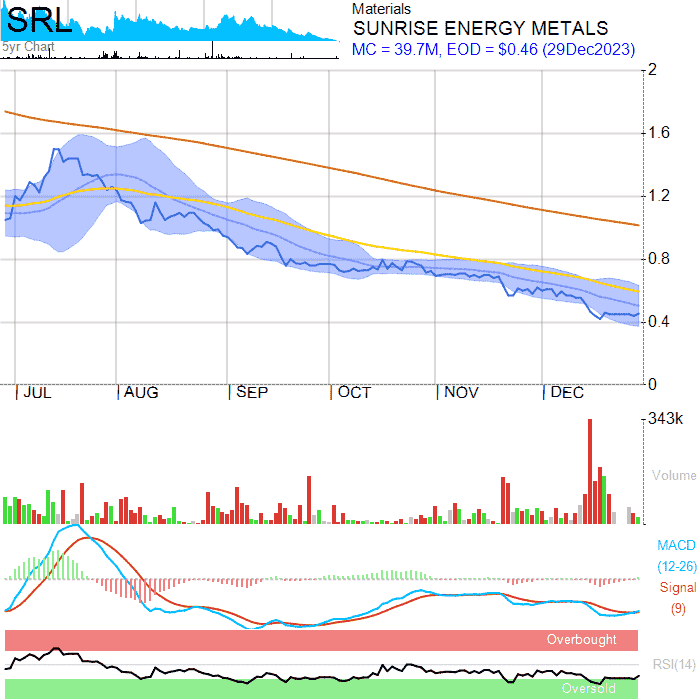 SRL
5yr Chart
Materials
SUNRISE ENERGY METALS
MC = 39.7M, EOD = $0.46 (29Dec2023)
2
1.6
1.2
0.8
0.4
0
JUL AUG SEP OCT NOV DEC
343k
Volume
MACD
(12-26)
Signal
(9)
Overbought
RSI(14)
Oversold